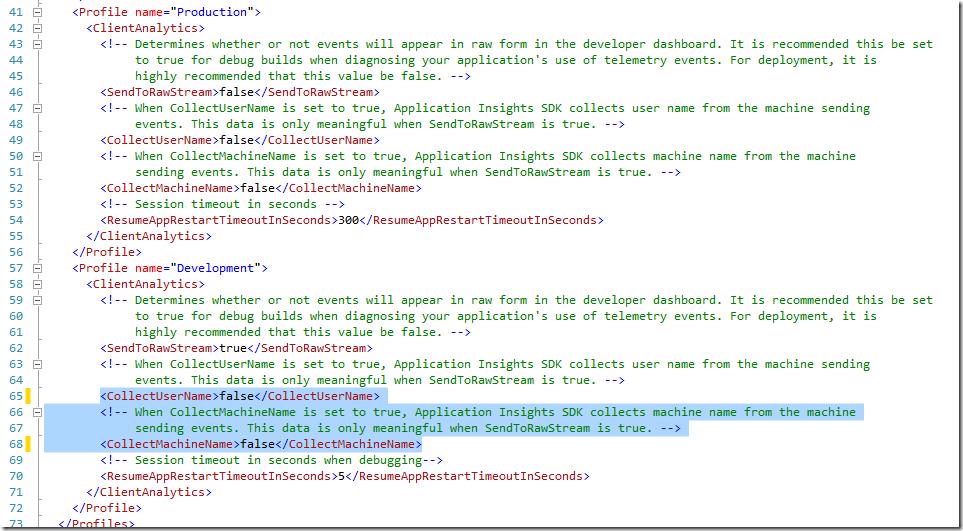 41 <Profile name="Production">
42 <ClientAnalytics>
43 <!-- Determines whether or not events will appear in raw form in the developer dashboard. It is recommended this be set
44 to true for debug builds when diagnosing your application's use of telemetry events. For deployment, it is
45 highly recommended that this value be false. -->
46 <SendToRawStream>false</SendToRawStream>
47 <!-- When CollectUserName is set to true, Application Insights SDK collects user name from the machine sending
48 events. This data is only meaningful when SendToRawStream is true. -->
49 <CollectUserName>false</CollectUserName>
50 <!-- When CollectMachineName is set to true, Application Insights SDK collects machine name from the machine
51 sending events. This data is only meaningful when SendToRawStream is true. -->
52 <CollectMachineName>false</CollectMachineName>
53 <!-- Session timeout in seconds -->
54 <ResumeAppRestartTimeoutInSeconds>300</ResumeAppRestartTimeoutInSeconds>
55 </ClientAnalytics>
56 </Profile>
57 <Profile name="Development">
58 <ClientAnalytics>
59 <!-- Determines whether or not events will appear in raw form in the developer dashboard. It is recommended this be set
60 to true for debug builds when diagnosing your application's use of telemetry events. For deployment, it is
61 highly recommended that this value be false. -->
62 <SendToRawStream>true</SendToRawStream>
63 <!-- When CollectUserName is set to true, Application Insights SDK collects user name from the machine sending
64 events. This data is only meaningful when SendToRawStream is true. -->
65 <CollectUserName>false</CollectUserName>
66 <!-- When CollectMachineName is set to true, Application Insights SDK collects machine name from the machine
67 sending events. This data is only meaningful when SendToRawStream is true. -->
68 <CollectMachineName>false</CollectMachineName>
69 <!-- Session timeout in seconds when debugging-->
70 <ResumeAppRestartTimeoutInSeconds>5</ResumeAppRestartTimeoutInSeconds>
71 </ClientAnalytics>
72 </Profile>
73 </Profiles>